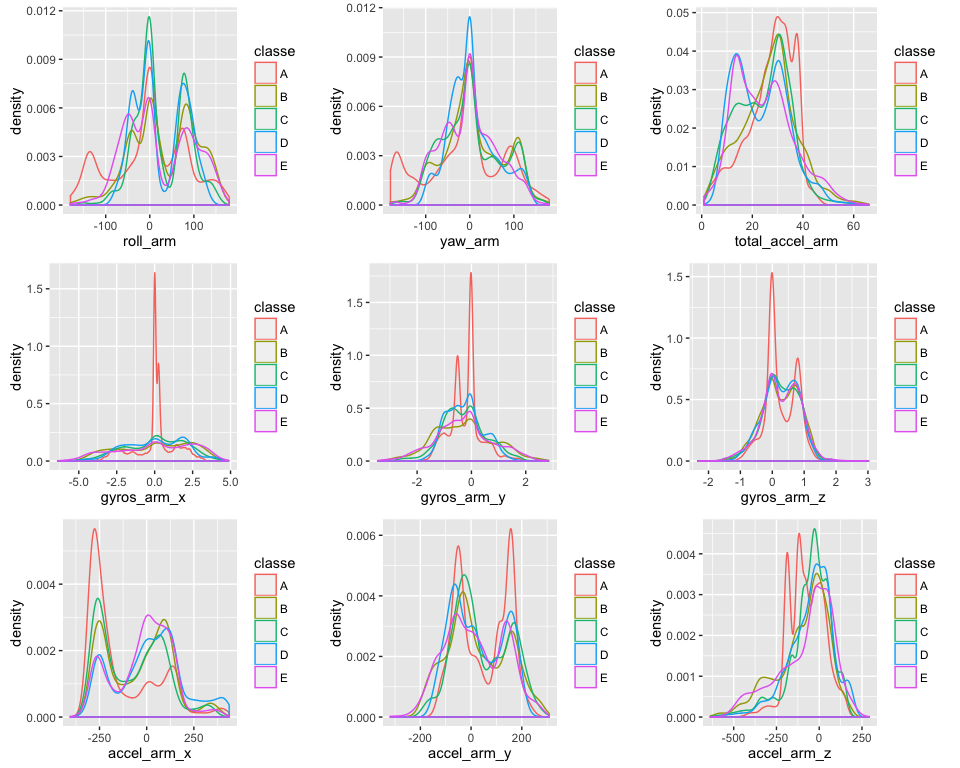 0.012
0.009
0.006
0.003
0.000
density
-100 0 100
roll_arm
classe
A
B
C
D
E
0.012
0.009
0.006
0.003
0.000
density
-100 0 100
yaw_arm
classe
A
B
C
D
E
0.05
0.04
0.03
0.02
0.01
0.00
density
0 20 40 60
total_accel_arm
classe
A
B
C
D
E
1.5
1.0
0.5
0.0
density
-5.0 -2.5 0.0 2.5 5.0
gyros_arm_x
classe
A
B
C
D
E
1.5
1.0
0.5
0.0
density
-2 0 2
gyros_arm_y
classe
A
B
C
D
E
1.5
1.0
0.5
0.0
density
-2 -1 0 1 2 3
gyros_arm_z
classe
A
B
C
D
E
0.004
0.002
0.000
density
-250 0 250
accel_arm_x
classe
A
B
C
D
E
0.006
0.004
0.002
0.000
density
-200 0 200
accel_arm_y
classe
A
B
C
D
E
0.004
0.003
0.002
0.001
0.000
density
-500 -250 0 250
accel_arm_z
classe
A
B
C
D
E